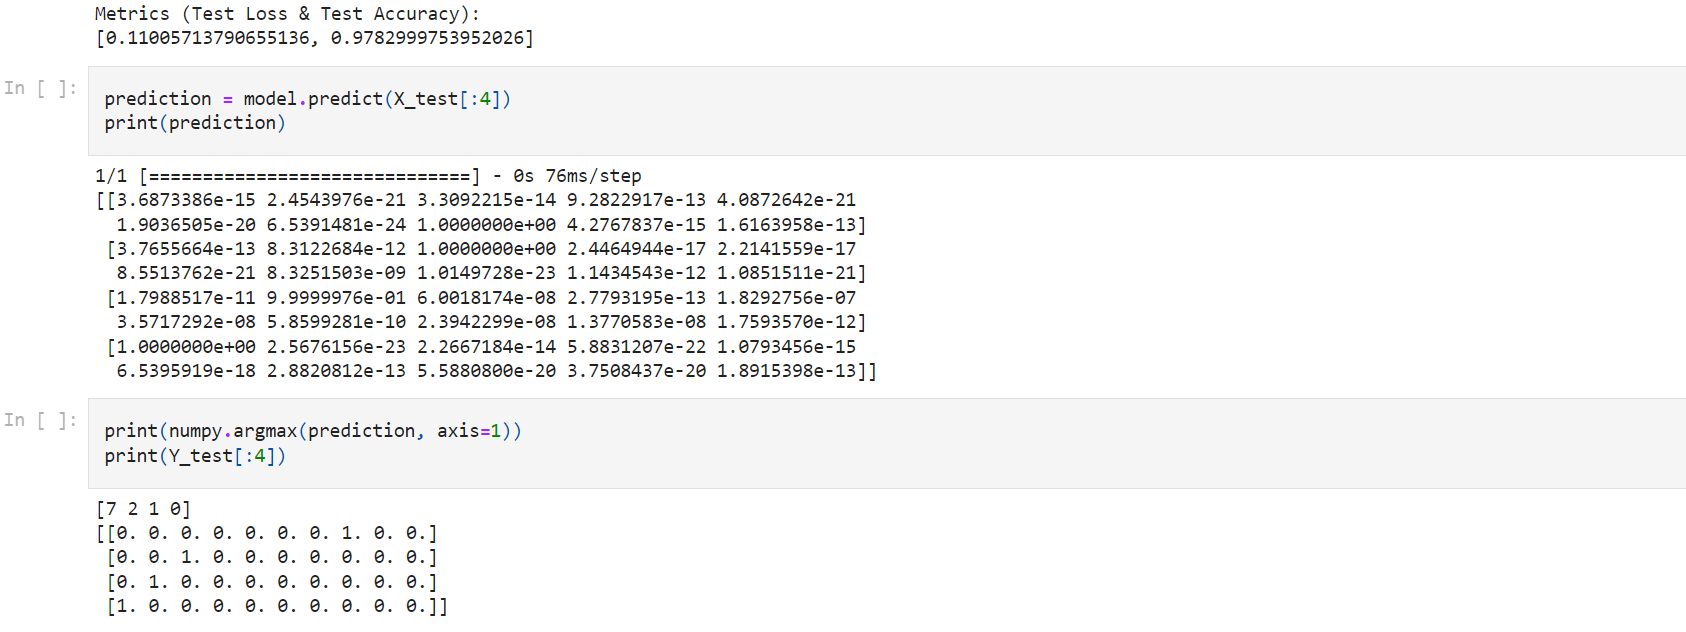 Metrics (Test Loss & Test Accuracy):
[0.11005713790655136, 0.9782999753952026]
In [ ]:
prediction = model.predict(X_test[:4])
print(prediction)
1/1 [==============================] - 0s 76ms/step
[[3.6873386e-15 2.4543976e-21 3.3092215e-14 9.2822917e-13 4.0872642e-21
1.9036505e-20 6.5391481e-24 1.0000000e+00 4.2767837e-15 1.6163958e-13]
[3.7655664e-13 8.3122684e-12 1.0000000e+00 2.4464944e-17 2.2141559e-17
8.5513762e-21 8.3251503e-09 1.0149728e-23 1.1434543e-12 1.0851511e-21]
[1.7988517e-11 9.9999976e-01 6.0018174e-08 2.7793195e-13 1.8292756e-07
3.5717292e-08 5.8599281e-10 2.3942299e-08 1.3770583e-08 1.7593570e-12]
[1.0000000e+00 2.5676156e-23 2.2667184e-14 5.8831207e-22 1.0793456e-15
6.5395919e-18 2.8820812e-13 5.5880800e-20 3.7508437e-20 1.8915398e-13]]
In [ ]:
print(numpy.argmax(prediction, axis=1))
print(Y_test[:4])
[7 2 1 0]
[[0. 0. 0. 0. 0. 0. 0. 1. 0. 0.]
[0. 0. 1. 0. 0. 0. 0. 0. 0. 0.]
[0. 1. 0. 0. 0. 0. 0. 0. 0. 0.]
[1. 0. 0. 0. 0. 0. 0. 0. 0. 0.]]